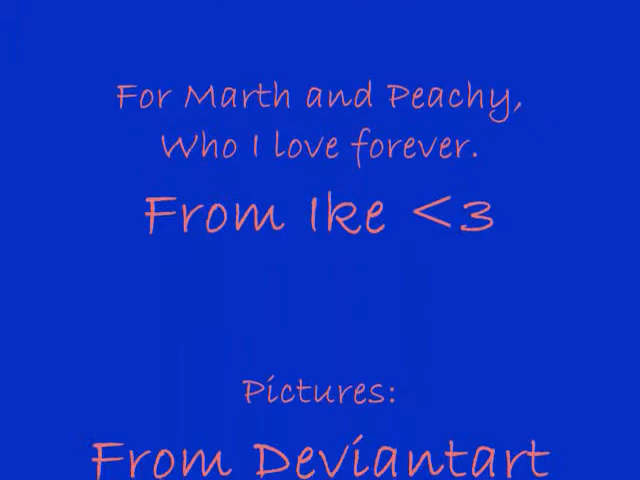 For Marth and Peachy,
Who I love forever.
From Ike <3
Pictures:
From Deviantart